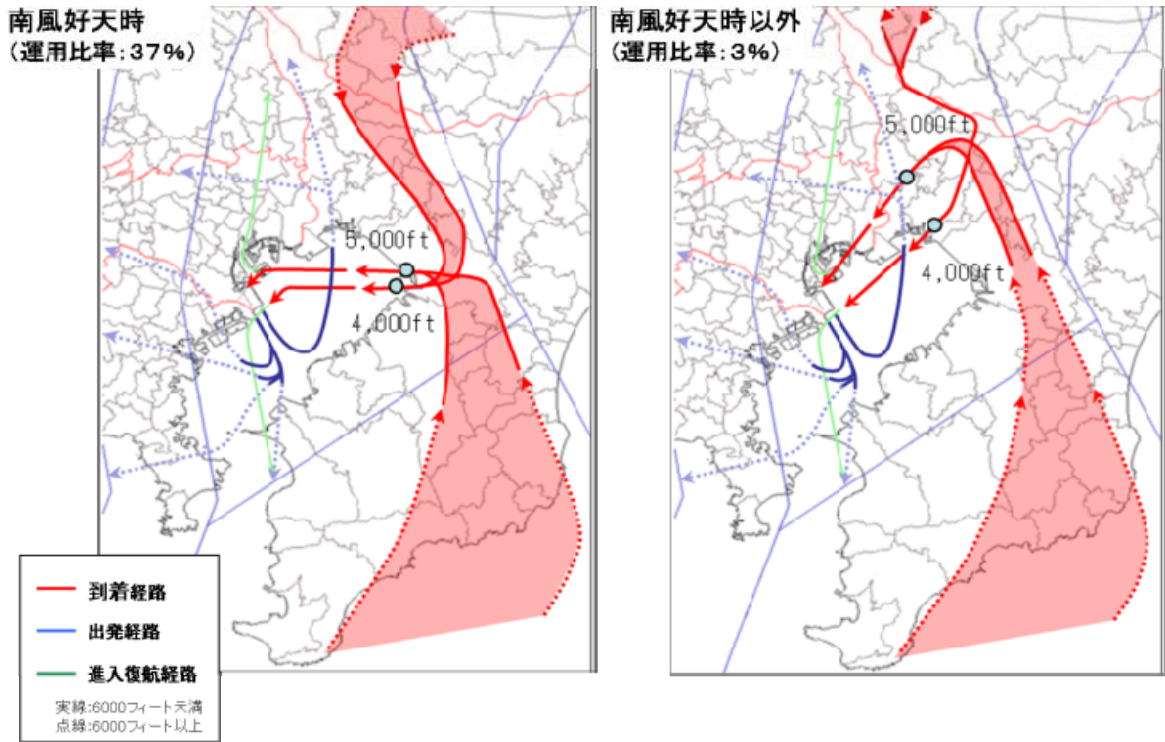 南風好天時
(運用比率:37%)
5,000ft
4,000ft
南風好天時以外
(運用比率:3%)
5,000ft
4,000ft
到着経路
出発経路
進入復航経路
実線:6000フィート未満
点線:6000フィート以上